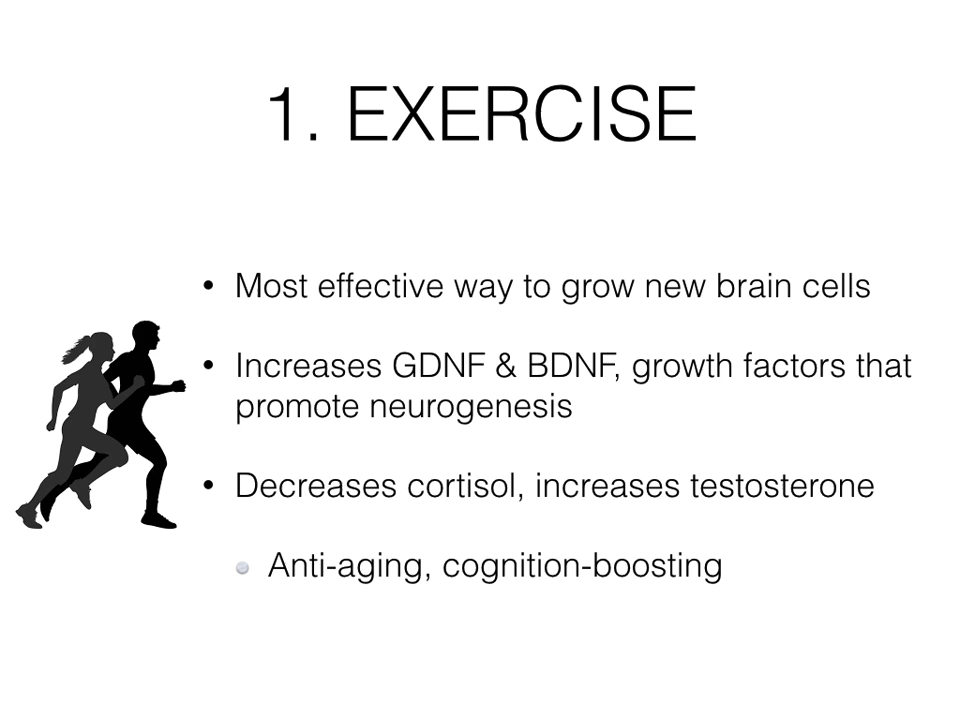 1. EXERCISE
• Most effective way to grow new brain cells
• Increases GDNF & BDNF, growth factors that
promote neurogenesis
• Decreases cortisol, increases testosterone
• Anti-aging, cognition-boosting